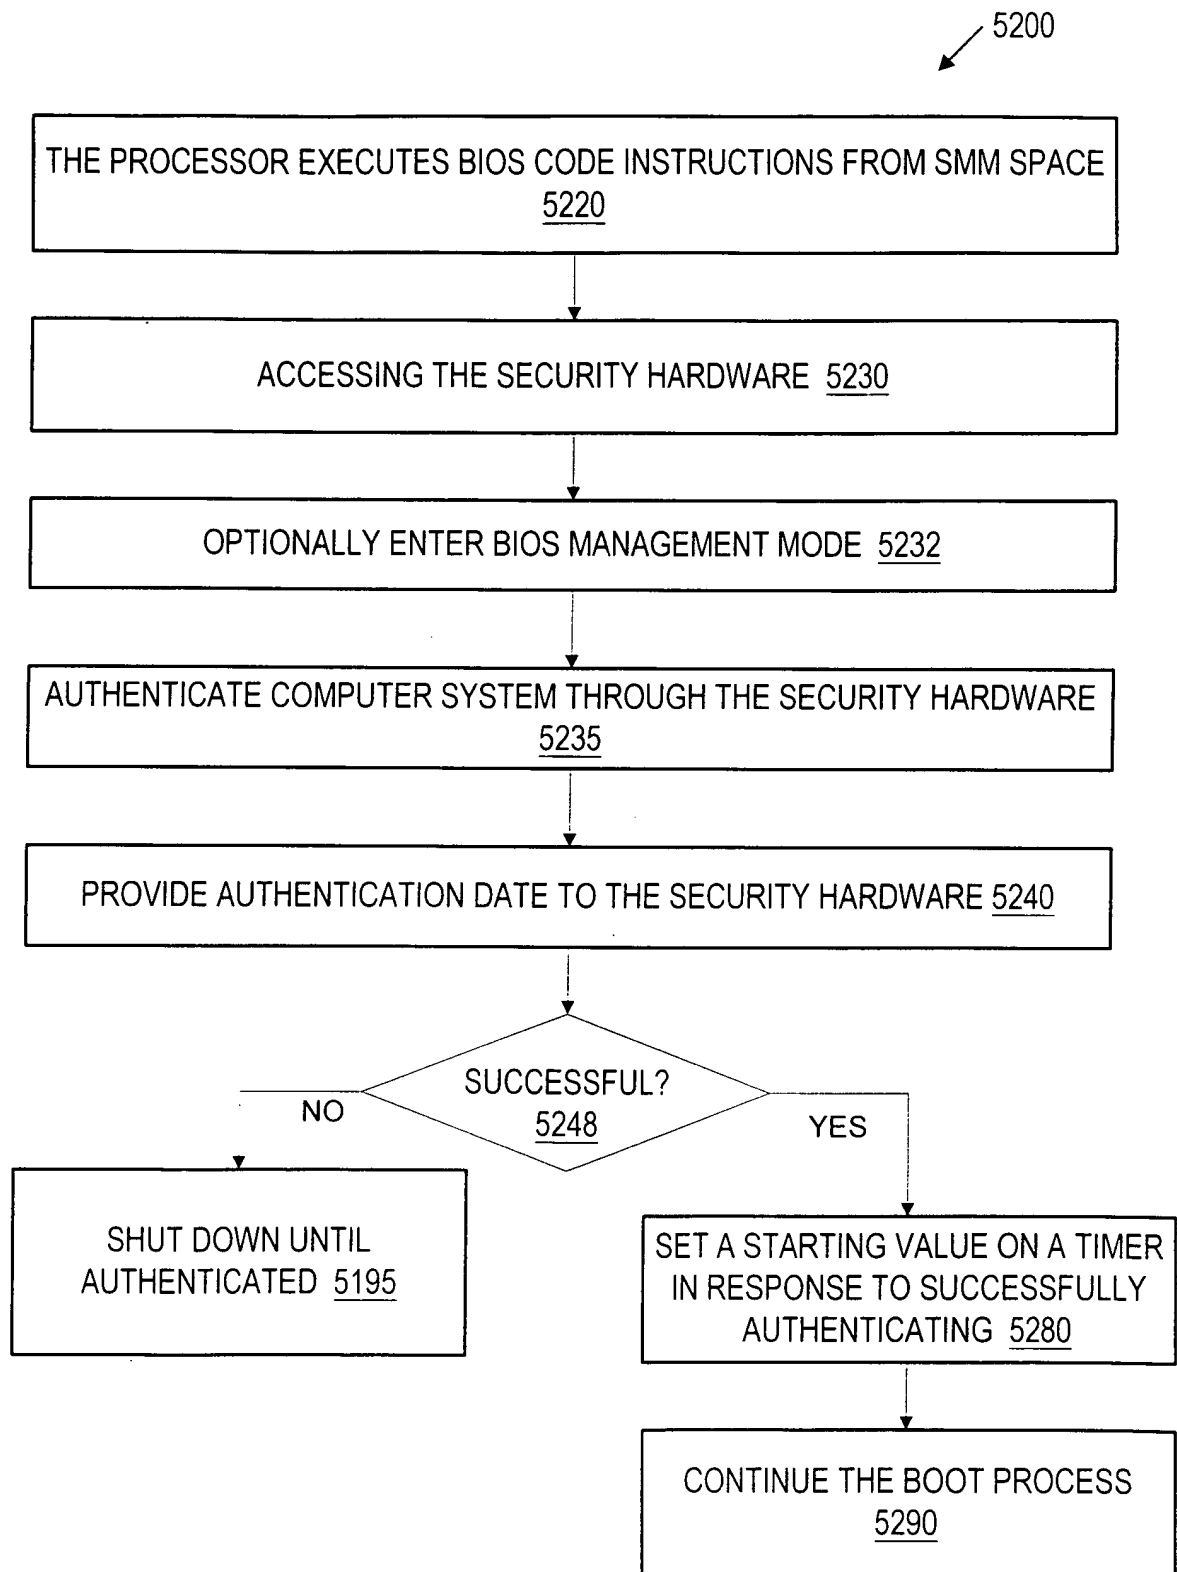 5200
THE PROCESSOR EXECUTES BIOS CODE INSTRUCTIONS FROM SMM SPACE
5220
ACCESSING THE SECURITY HARDWARE 5230
OPTIONALLY ENTER BIOS MANAGEMENT MODE 5232
AUTHENTICATE COMPUTER SYSTEM THROUGH THE SECURITY HARDWARE
5235
PROVIDE AUTHENTICATION DATE TO THE SECURITY HARDWARE 5240
SUCCESSFUL?
5248
NO
YES
SHUT DOWN UNTIL
AUTHENTICATED 5195
SET A STARTING VALUE ON A TIMER
IN RESPONSE TO SUCCESSFULLY
AUTHENTICATING 5280
CONTINUE THE BOOT PROCESS
5290